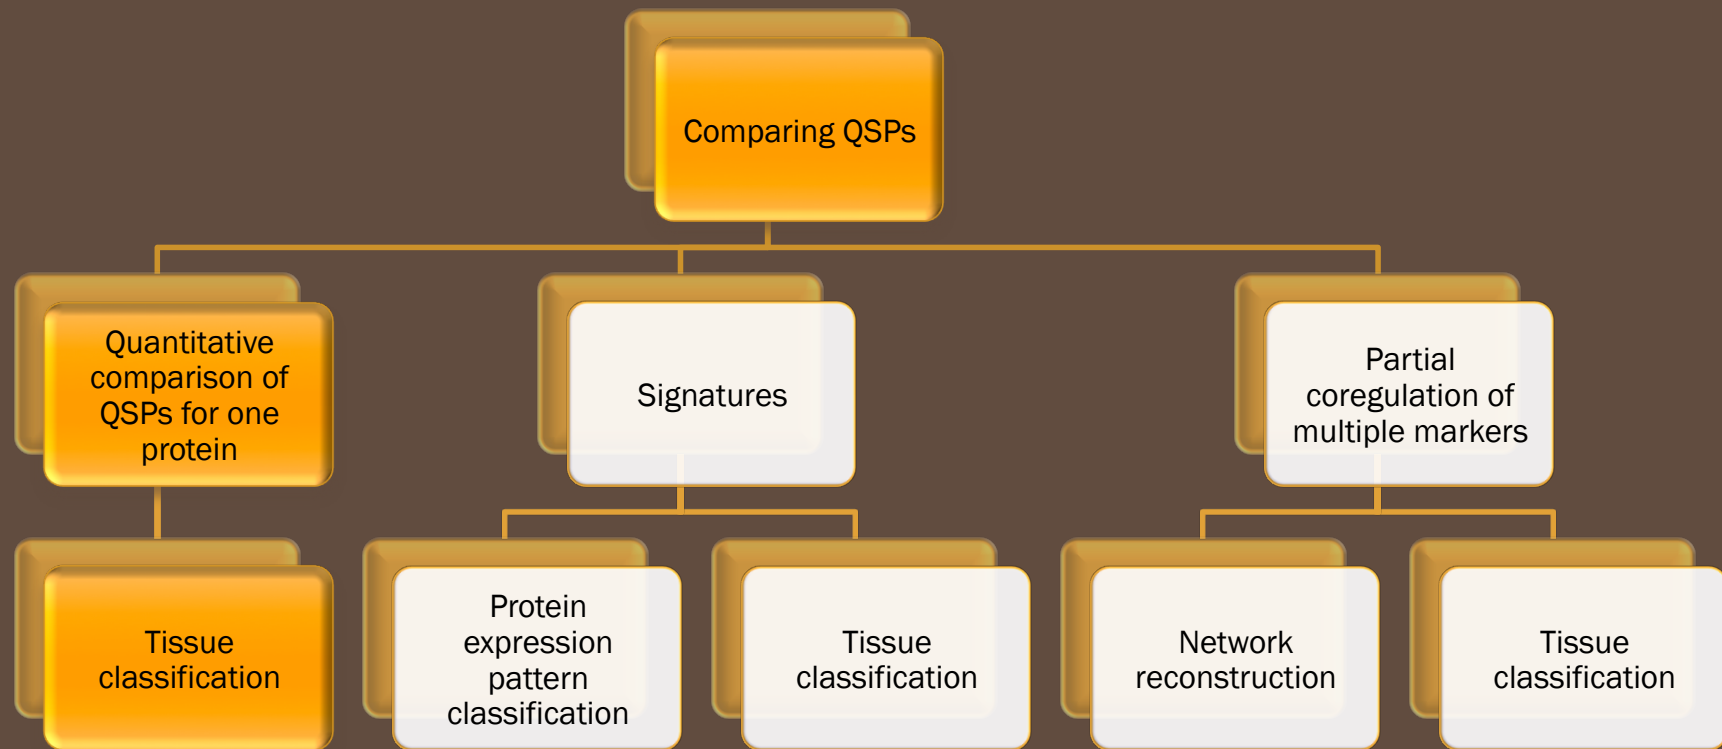 Comparing QSPs
Quantitative
comparison of
QSPs for one
protein
Signatures
Partial
coregulation of
multiple markers
Tissue
classification
Protein
expression
pattern
classification
Tissue
classification
Network
reconstruction
Tissue
classification